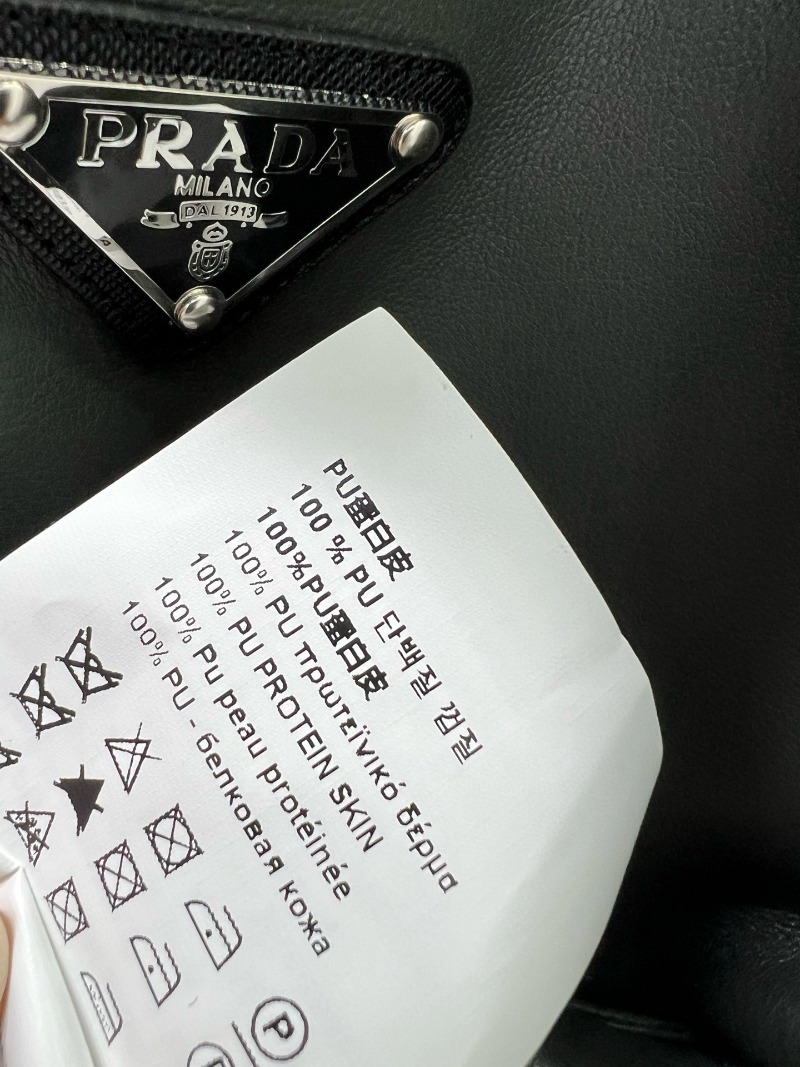 PRADA
MILANO
DAL 1913
PU蛋白皮
100 % PU 단백질 껍질
100%PU蛋白皮
100% PU πρωτεϊνικό δέρμα
100% PU PROTEIN SKIN
100% Pu peau protéinée
100% PU - белковая кожа
P